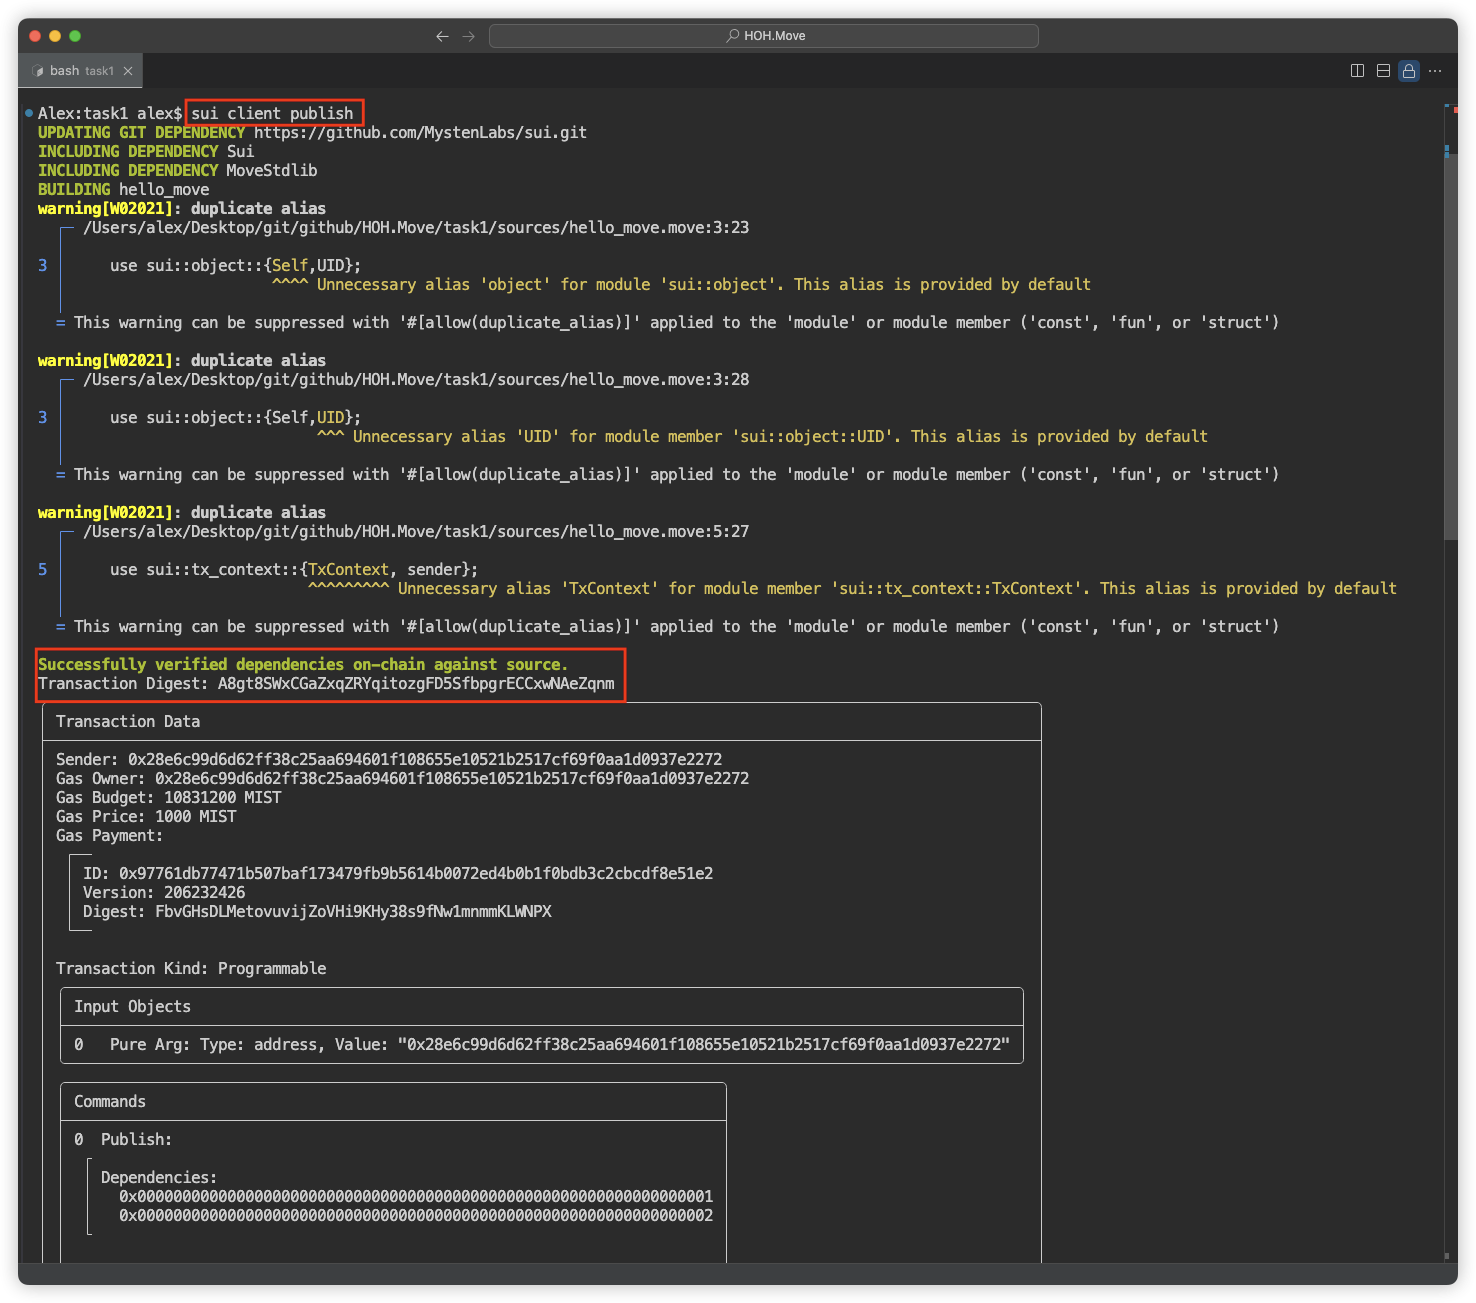 HOH.Move
bash task1
Alex:task1 alex$ sui client publish
UPDATING GIT DEPENDENCY https://github.com/MystenLabs/sui.git
INCLUDING DEPENDENCY Sui
INCLUDING DEPENDENCY MoveStdlib
BUILDING hello_move
warning[W02021]: duplicate alias
/Users/alex/Desktop/git/github/HOH.Move/task1/sources/hello_move.move:3:23
3 use sui::object::{Self,UID};
^^^^ Unnecessary alias 'object' for module 'sui::object'. This alias is provided by default
= This warning can be suppressed with '#[allow(duplicate_alias)]' applied to the 'module' or module member ('const', 'fun', or 'struct')
warning[W02021]: duplicate alias
/Users/alex/Desktop/git/github/HOH.Move/task1/sources/hello_move.move:3:28
3 use sui::object::{Self,UID};
^^^ Unnecessary alias 'UID' for module member 'sui::object::UID'. This alias is provided by default
= This warning can be suppressed with '#[allow(duplicate_alias)]' applied to the 'module' or module member ('const', 'fun', or 'struct')
warning[W02021]: duplicate alias
/Users/alex/Desktop/git/github/HOH.Move/task1/sources/hello_move.move:5:27
5 use sui::tx_context::{TxContext, sender};
^^^^^^^^^ Unnecessary alias 'TxContext' for module member 'sui::tx_context::TxContext'. This alias is provided by default
= This warning can be suppressed with '#[allow(duplicate_alias)]' applied to the 'module' or module member ('const', 'fun', or 'struct')
Successfully verified dependencies on-chain against source.
Transaction Digest: A8gt8SWxCGaZxqZRYqitozgFD5SfbpgrECCxwNAeZqnm
Transaction Data
Sender: 0x28e6c99d6d62ff38c25aa694601f108655e10521b2517cf69f0aa1d0937e2272
Gas Owner: 0x28e6c99d6d62ff38c25aa694601f108655e10521b2517cf69f0aa1d0937e2272
Gas Budget: 10831200 MIST
Gas Price: 1000 MIST
Gas Payment:
ID: 0x97761db77471b507baf173479fb9b5614b0072ed4b0b1f0bdb3c2cbcdf8e51e2
Version: 206232426
Digest: FbvGHsDLMetovuvijZoVHi9KHy38s9fNw1mnmmKLWNPX
Transaction Kind: Programmable
Input Objects
0 Pure Arg: Type: address, Value: "0x28e6c99d6d62ff38c25aa694601f108655e10521b2517cf69f0aa1d0937e2272"
Commands
0 Publish:
Dependencies:
0x0000000000000000000000000000000000000000000000000000000000000001
0x0000000000000000000000000000000000000000000000000000000000000002